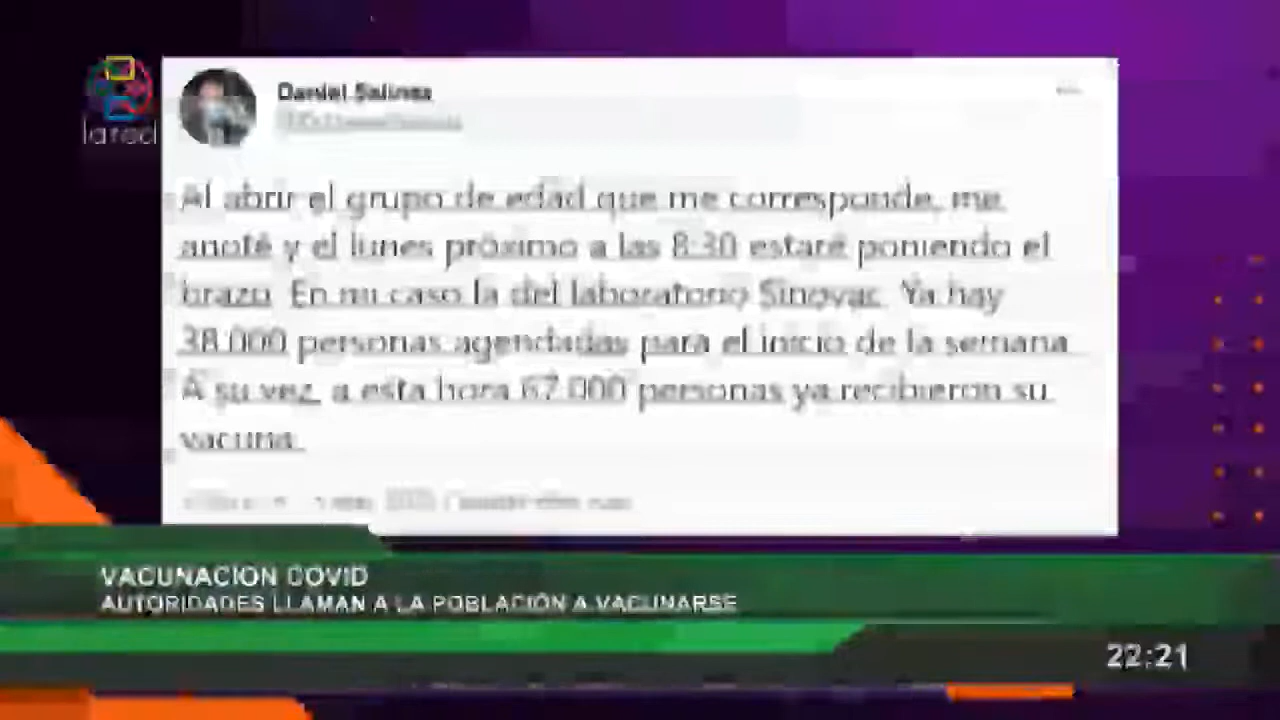 la red
Daniel Salinas
Al abrir el grupo de edad que me corresponde, me
anoté y el lunes próximo a las 8:30 estaré poniendo el
brazo. En mi caso la del laboratorio Sinovac. Ya hay
38.000 personas agendadas para el inicio de la semana.
A su vez, a esta hora 67.000 personas ya recibieron su
vacuna.
VACUNACIÓN COVID
AUTORIDADES LLAMAN A LA POBLACIÓN A VACUNARSE
22:21